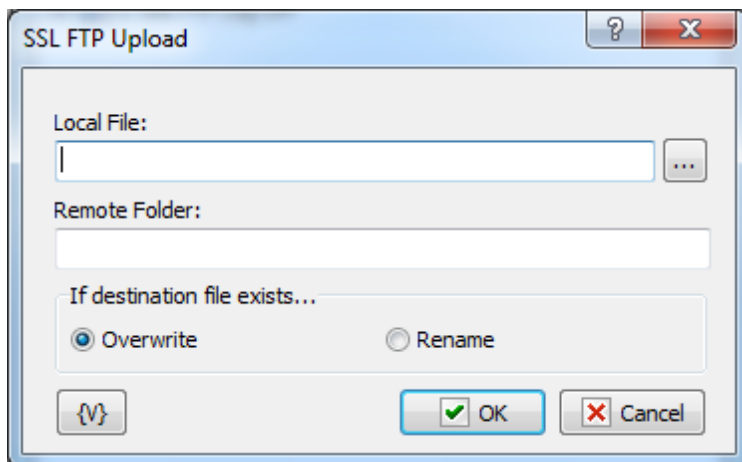 SSL FTP Upload
?
Local File:
...
Remote Folder:
If destination file exists...
Overwrite
Rename
{V}
OK
Cancel